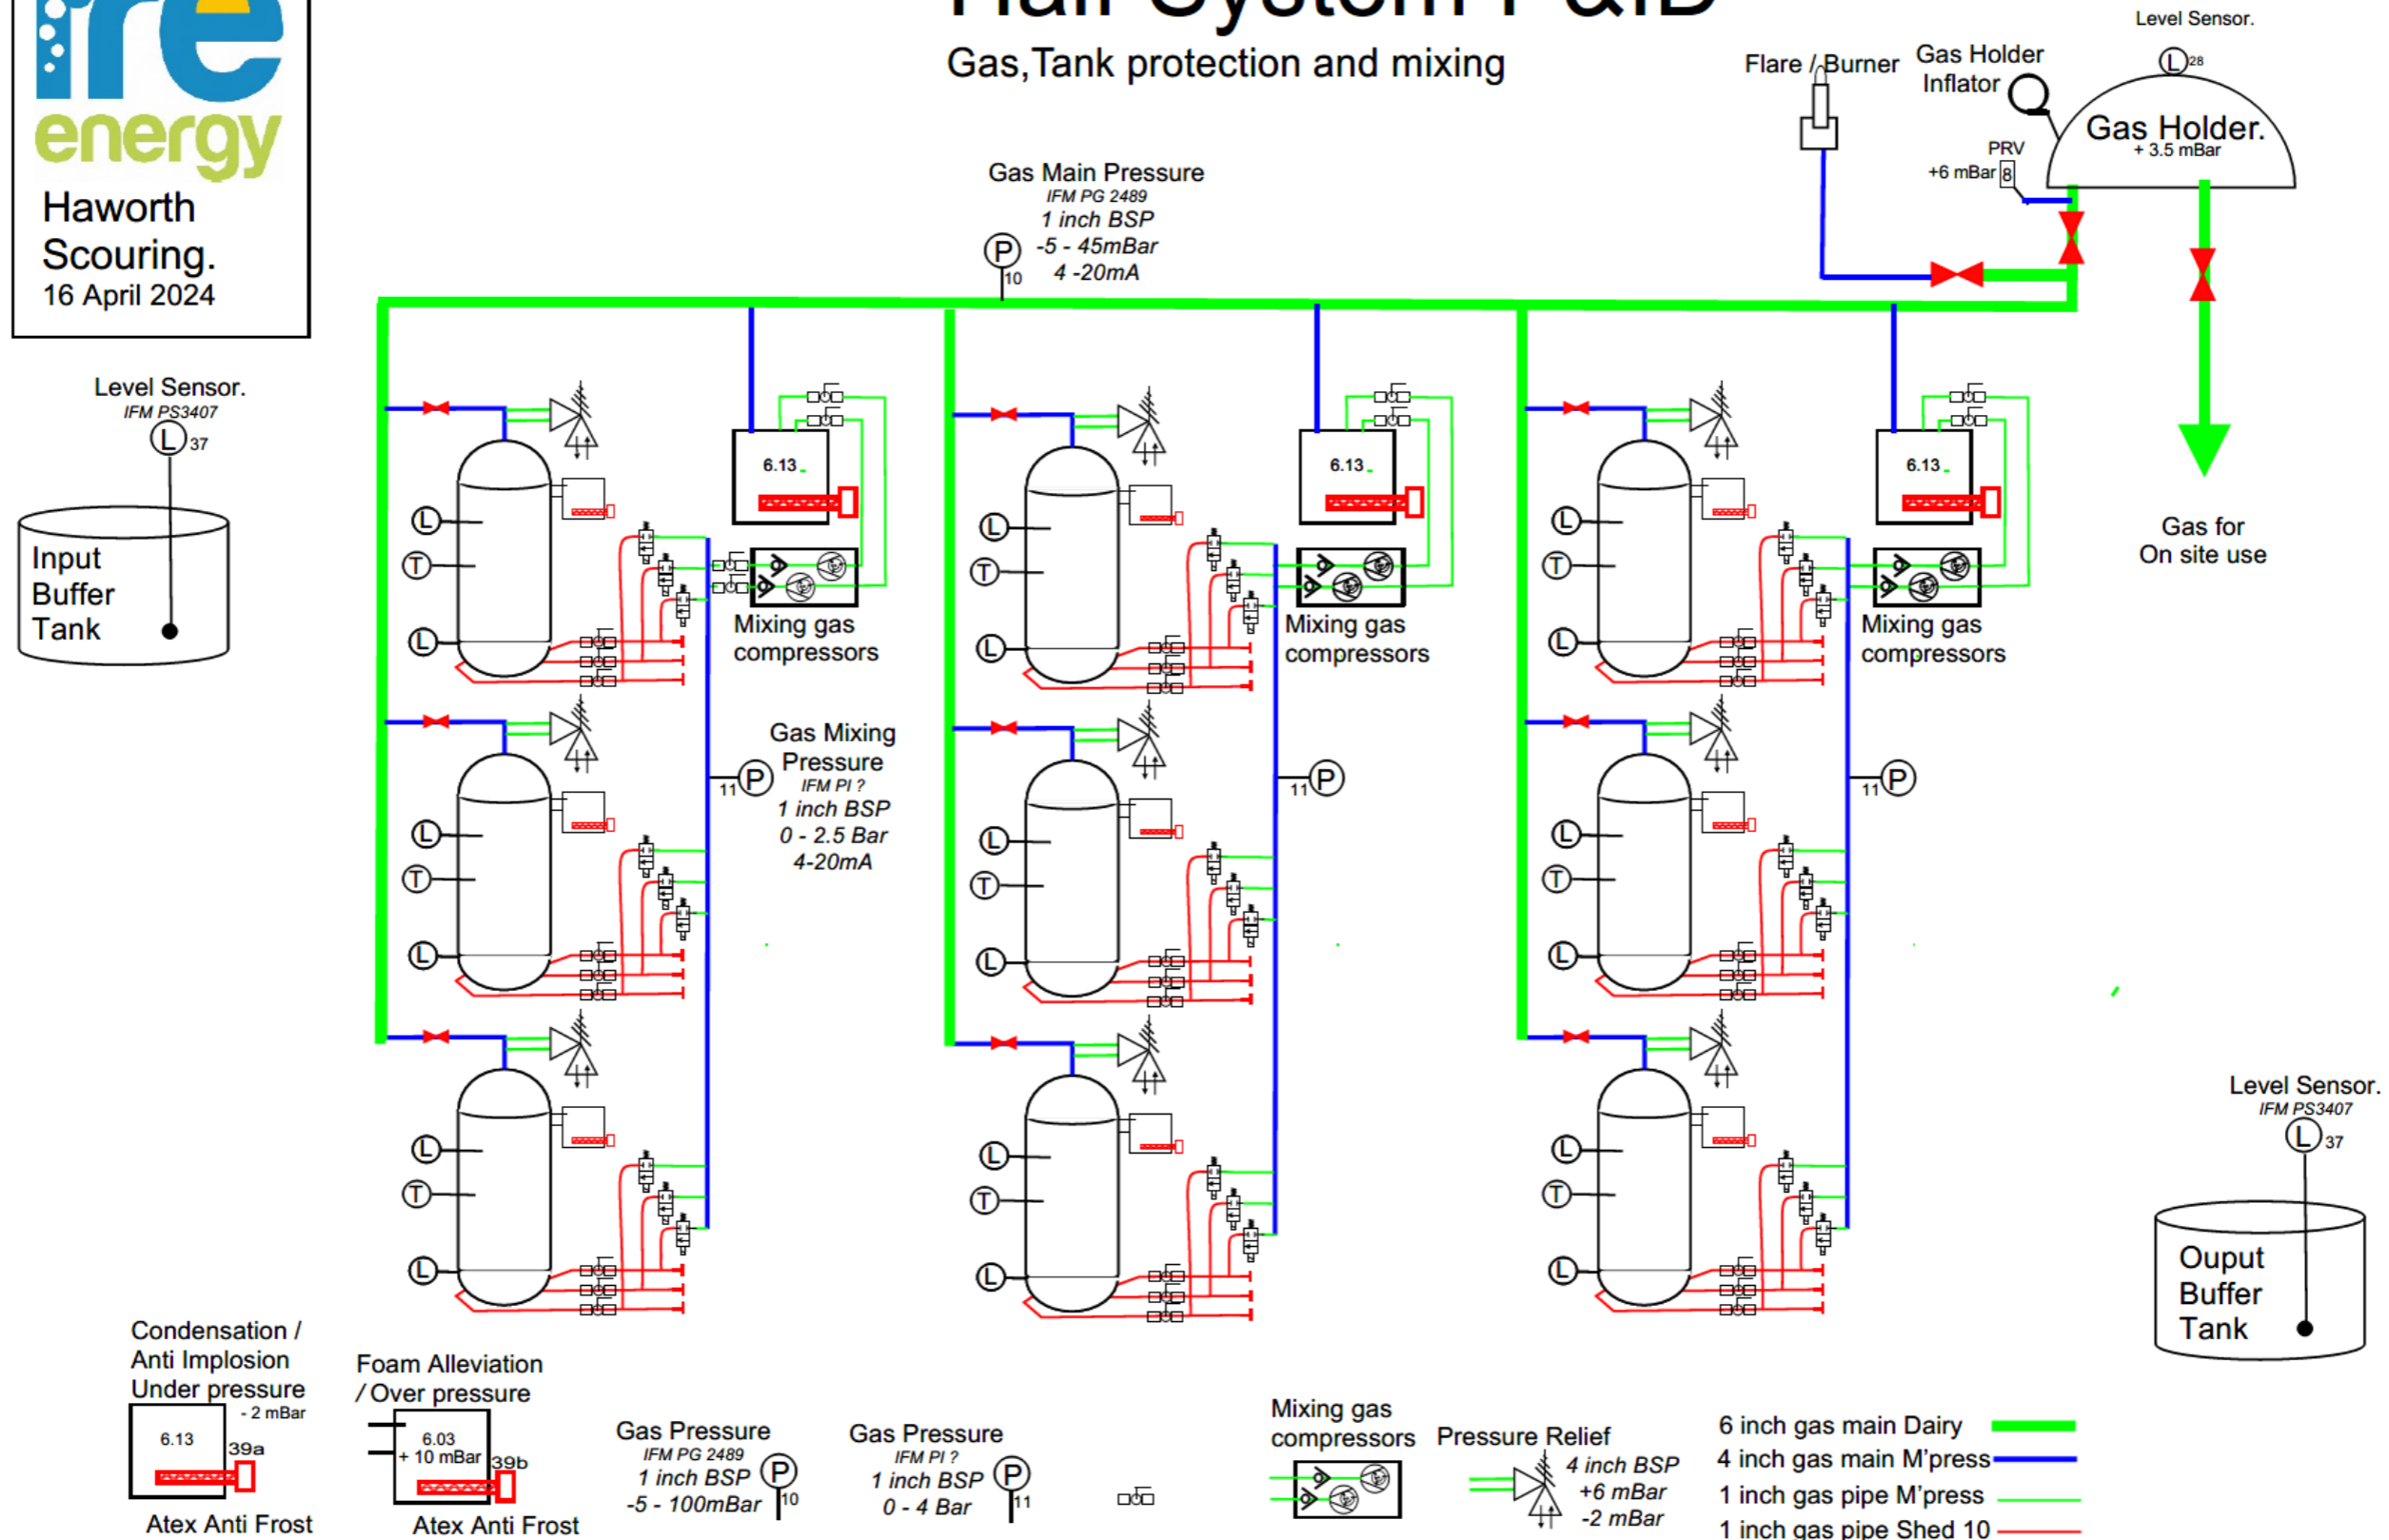 ire
energy
Haworth
Scouring.
16 April 2024
Hall System P &ID
Gas,Tank protection and mixing
Level Sensor.
L 28
Flare / Burner
Gas Holder
Inflator
Gas Holder.
+ 3.5 mBar
PRV
+6 mBar 8
Gas Main Pressure
IFM PG 2489
1 inch BSP
-5 - 45mBar
4 -20mA
P
10
Level Sensor.
IFM PS3407
L 37
Input
Buffer
Tank
6.13
6.13
6.13
L
T
L
L
T
L
L
T
L
Mixing gas
compressors
Mixing gas
compressors
Mixing gas
compressors
Gas for
On site use
Gas Mixing
Pressure
IFM PI ?
1 inch BSP
0 - 2.5 Bar
4-20mA
11 P
11 P
11 P
L
T
L
L
T
L
L
T
L
L
T
L
L
T
L
L
T
L
Level Sensor.
IFM PS3407
L 37
Ouput
Buffer
Tank
Condensation /
Anti Implosion
Under pressure
- 2 mBar
6.13
39a
Atex Anti Frost
Foam Alleviation
/ Over pressure
6.03
+ 10 mBar
39b
Atex Anti Frost
Gas Pressure
IFM PG 2489
1 inch BSP
-5 - 100mBar
P
10
Gas Pressure
IFM PI ?
1 inch BSP
0 - 4 Bar
P
11
Mixing gas
compressors
Pressure Relief
4 inch BSP
+6 mBar
-2 mBar
6 inch gas main Dairy
4 inch gas main M'press
1 inch gas pipe M'press
1 inch gas pipe Shed 10